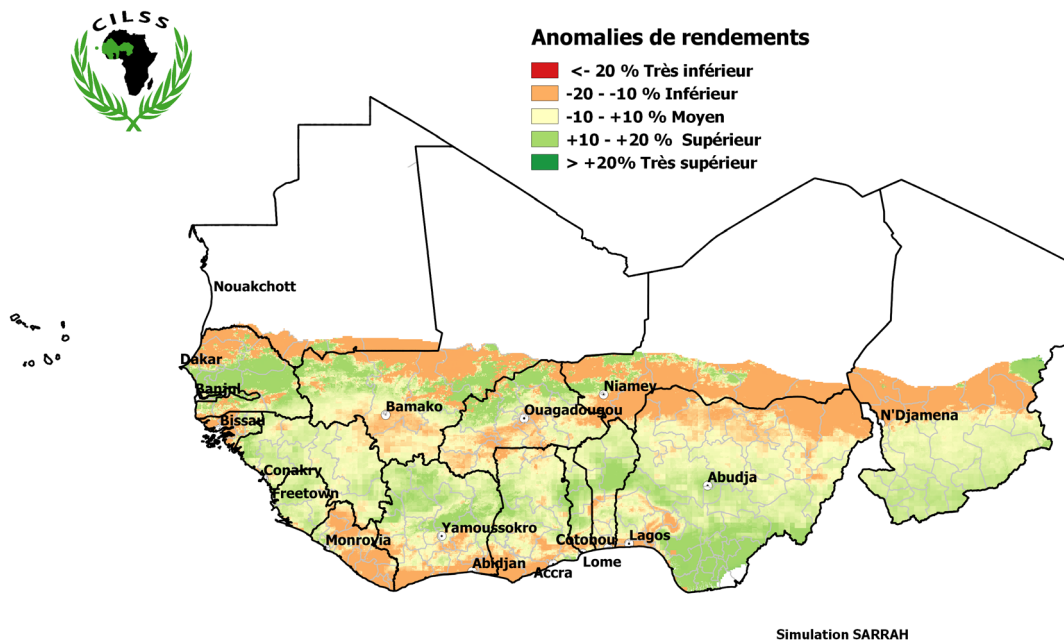 CILSS
Anomalies de rendements
<- 20 % Très inférieur
-20 - -10 % Inférieur
-10 - +10 % Moyen
+10 - +20 % Supérieur
> +20% Très supérieur
Nouakchott
Dakar
Banjul
Niamey
Bamako
Ouagadougou
N'Djamena
Bissau
Conakry
Abudja
Freetown
Monrovia
Yamoussokro
Cotonou
Lagos
Abidjan
Accra
Lome
Simulation SARRAH